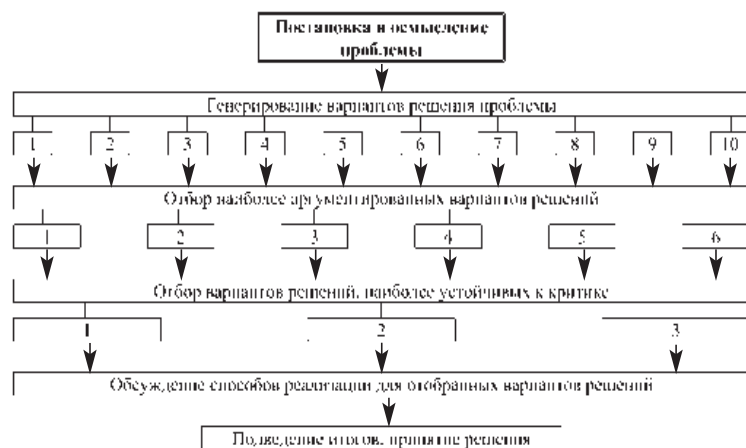 Постановка и осмысление
проблемы
Генерирование вариантов решения проблемы
1 2 3 4 5 6 7 8 9 10
Отбор наиболее аргументированных вариантов решений
1 2 3 4 5 6
Отбор вариантов решений, наиболее устойчивых к критике
1 2 3
Обсуждение способов реализации для отобранных вариантов решений
Подведение итогов, принятие решения